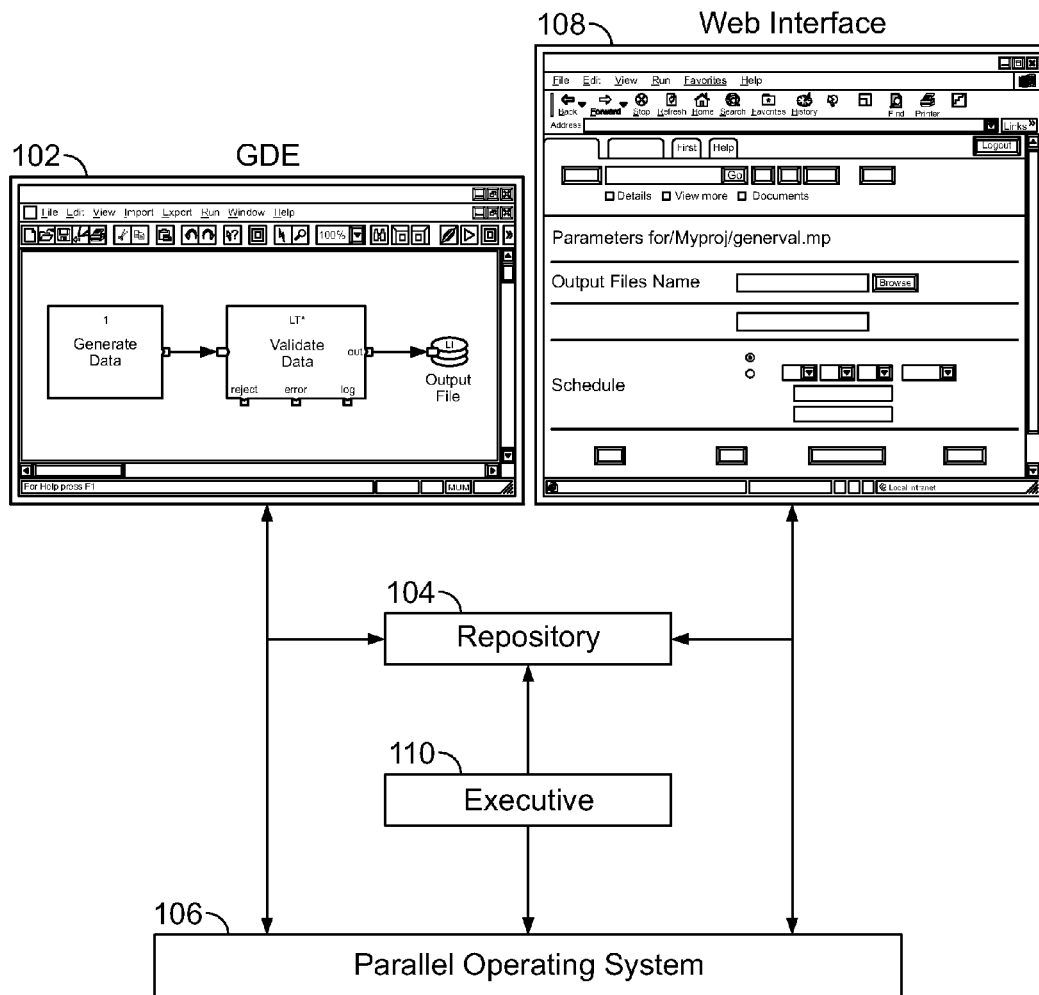 Web Interface
108
File Edit View Run Favorites Help
Back Forward Stop Refresh Home Search Favorites History Find Printer
Address Links »
First Help Logout
Go
Details View more Documents
Parameters for/Myproj/generval.mp
Output Files Name Browse
Schedule
Local intranet
GDE
102
File Edit View Import Export Run Window Help
100% »
1
Generate
Data
LT*
Validate
Data
out
reject error log
LI
Output
File
For Help press F1 MUM
104
Repository
110
Executive
106
Parallel Operating System